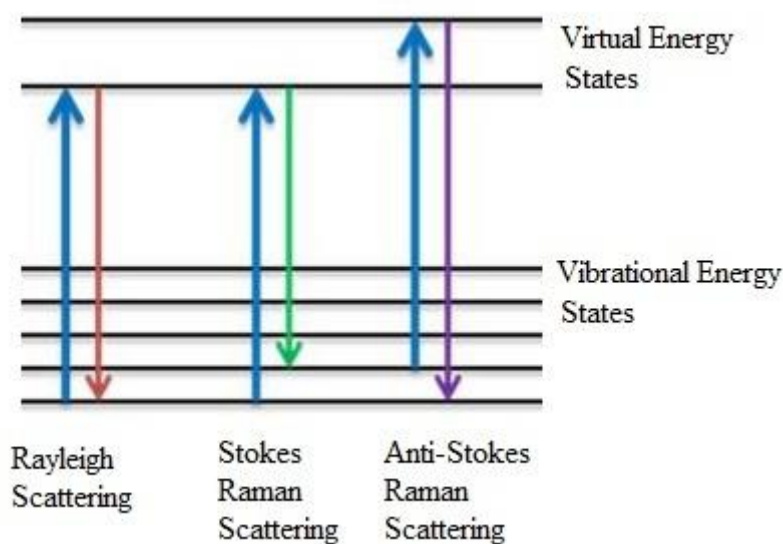 Virtual Energy
States
Vibrational Energy
States
Rayleigh
Scattering
Stokes
Raman
Scattering
Anti-Stokes
Raman
Scattering